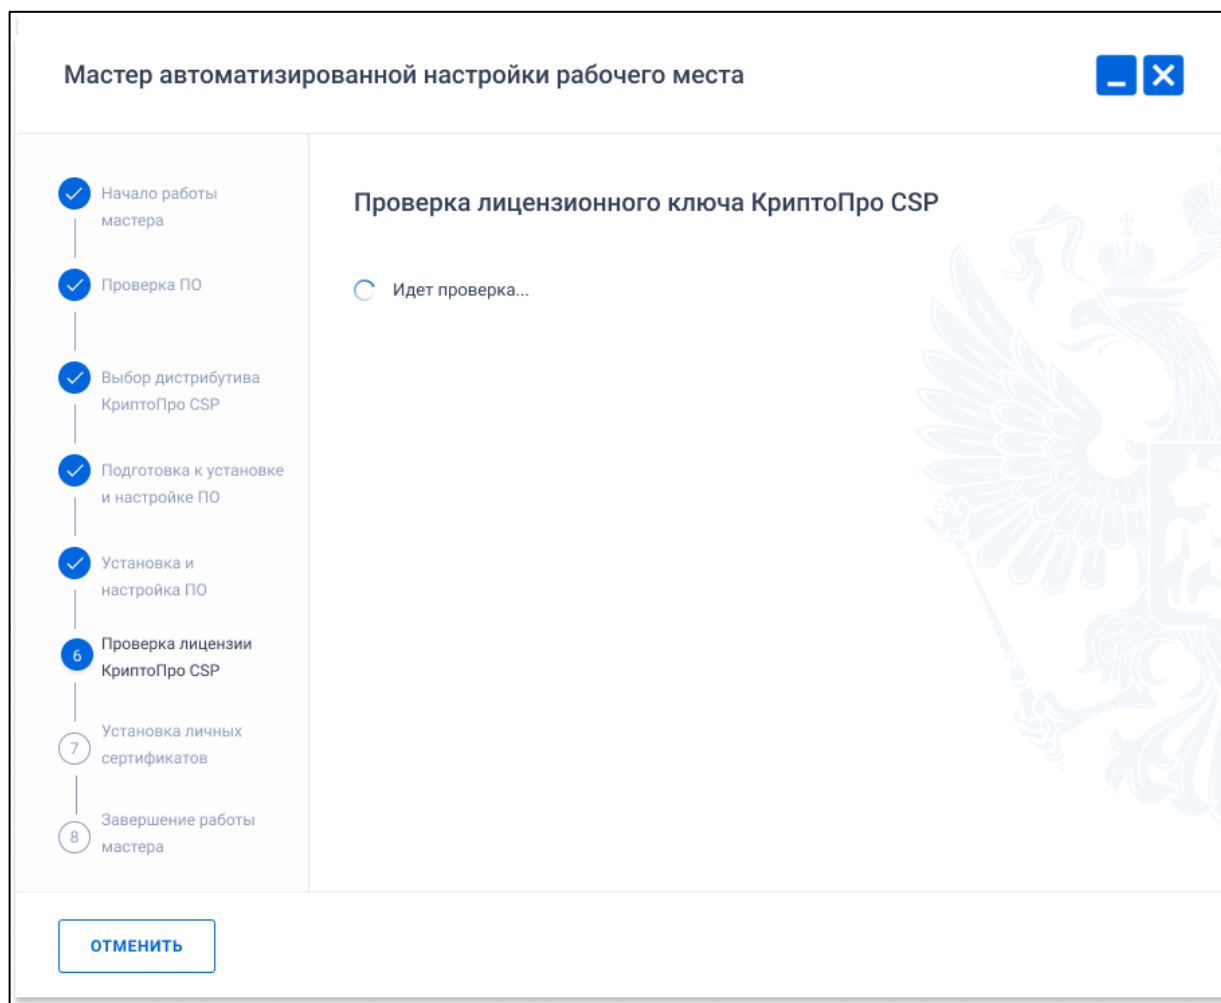 Мастер автоматизированной настройки рабочего места
Начало работы
мастера
Проверка ПО
Выбор дистрибутива
КриптоПро CSP
Подготовка к установке
и настройке ПО
Установка и
настройка ПО
6
Проверка лицензии
КриптоПро CSP
7
Установка личных
сертификатов
8
Завершение работы
мастера
Проверка лицензионного ключа КриптоПро CSP
Идет проверка...
ОТМЕНИТЬ